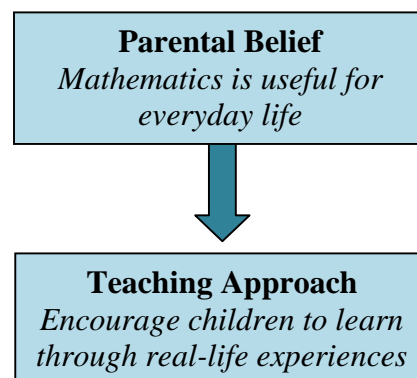 Parental Belief
Mathematics is useful for
everyday life
Teaching Approach
Encourage children to learn
through real-life experiences